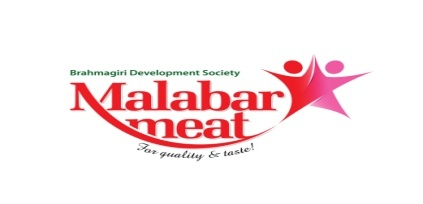 Brahmagiri Development Society
Malabar
meat
For quality & taste!